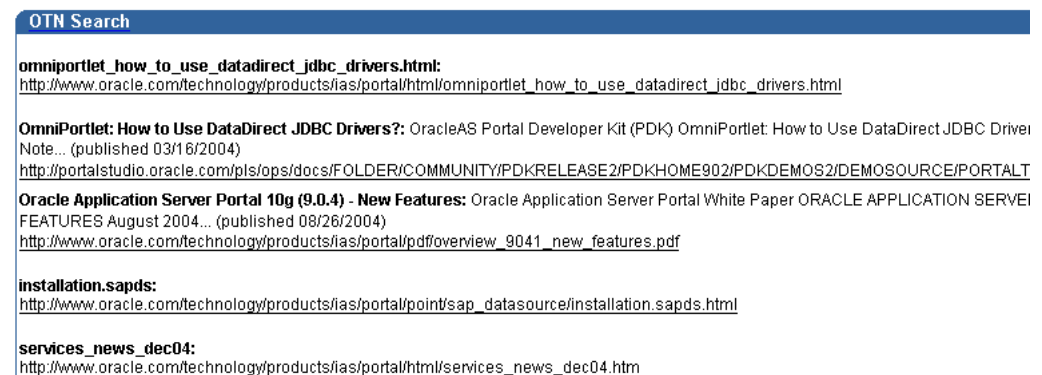 OTN Search
omniportlet_how_to_use_datadirect_jdbc_drivers.html:
http://www.oracle.com/technology/products/ias/portal/html/omniportlet_how_to_use_datadirect_jdbc_drivers.html
OmniPortlet: How to Use DataDirect JDBC Drivers?: OracleAS Portal Developer Kit (PDK) OmniPortlet: How to Use DataDirect JDBC Driver
Note... (published 03/16/2004)
http://portalstudio.oracle.com/pls/ops/docs/FOLDER/COMMUNITY/PDKRELEASE2/PDKHOME902/PDKDEMOS2/DEMOSOURCE/PORTALT
Oracle Application Server Portal 10g (9.0.4) - New Features: Oracle Application Server Portal White Paper ORACLE APPLICATION SERVER
FEATURES August 2004... (published 08/26/2004)
http://www.oracle.com/technology/products/ias/portal/pdf/overview_9041_new_features.pdf
installation.sapds:
http://www.oracle.com/technology/products/ias/portal/point/sap_datasource/installation.sapds.html
services_news_dec04:
http://www.oracle.com/technology/products/ias/portal/html/services_news_dec04.htm